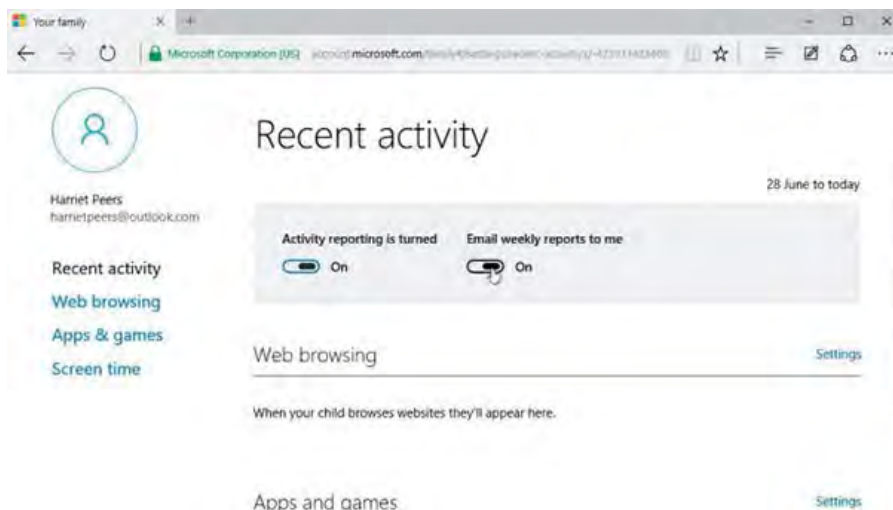 Your family
Microsoft Corporation [US] account.microsoft.com
Recent activity
28 June to today
Harriet Peers
harrietpeers@outlook.com
Activity reporting is turned
Email weekly reports to me
On
On
Recent activity
Web browsing
Apps & games
Screen time
Web browsing
Settings
When your child browses websites they'll appear here.
Apps and games
Settings